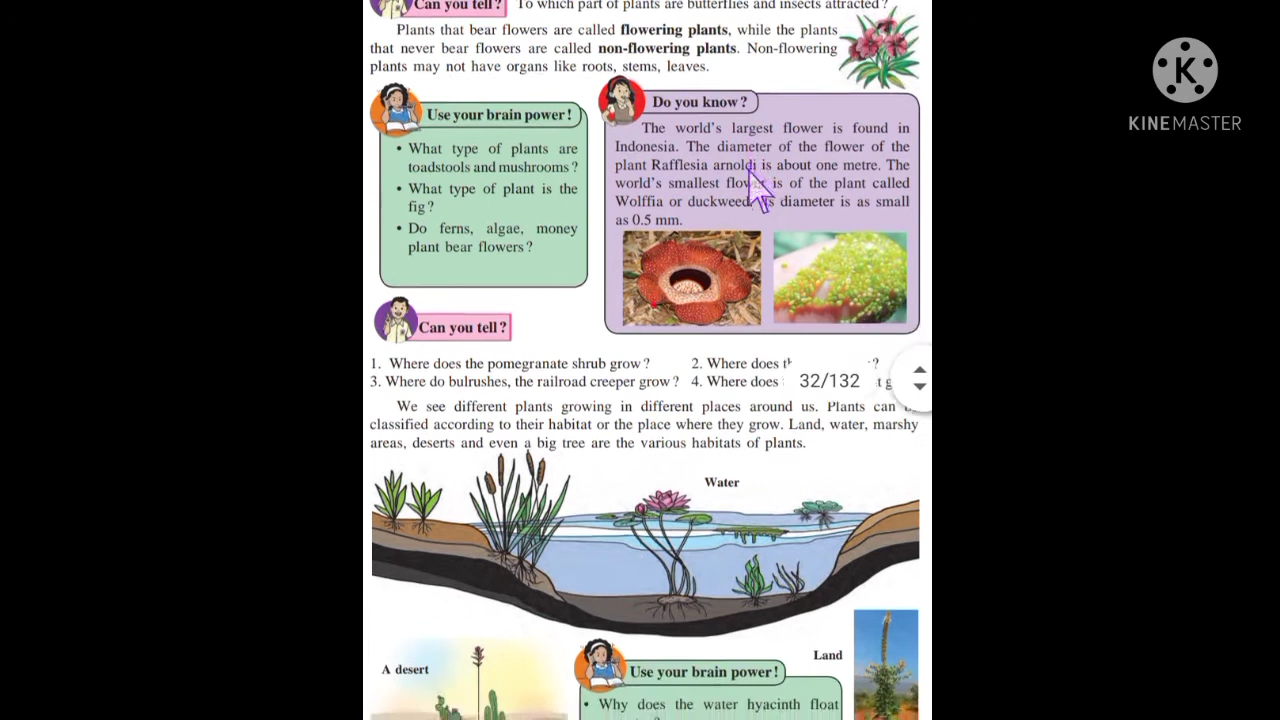 Can you tell? To which part of plants are butterflies and insects attracted?
Plants that bear flowers are called flowering plants, while the plants
that never bear flowers are called non-flowering plants. Non-flowering
plants may not have organs like roots, stems, leaves.
Use your brain power!
• What type of plants are
toadstools and mushrooms?
• What type of plant is the
fig?
• Do ferns, algae, money
plant bear flowers?
Do you know?
The world's largest flower is found in
Indonesia. The diameter of the flower of the
plant Rafflesia arnoldi is about one metre. The
world's smallest flower is of the plant called
Wolffia or duckweed. diameter is as small
as 0.5 mm.
KINEMASTER
Can you tell?
1. Where does the pomegranate shrub grow? 2. Where does ?
3. Where do bulrushes, the railroad creeper grow? 4. Where does
32/132
We see different plants growing in different places around us. Plants can
classified according to their habitat or the place where they grow. Land, water, marshy
areas, deserts and even a big tree are the various habitats of plants.
Water
A desert
Land
Use your brain power!
• Why does the water hyacinth float